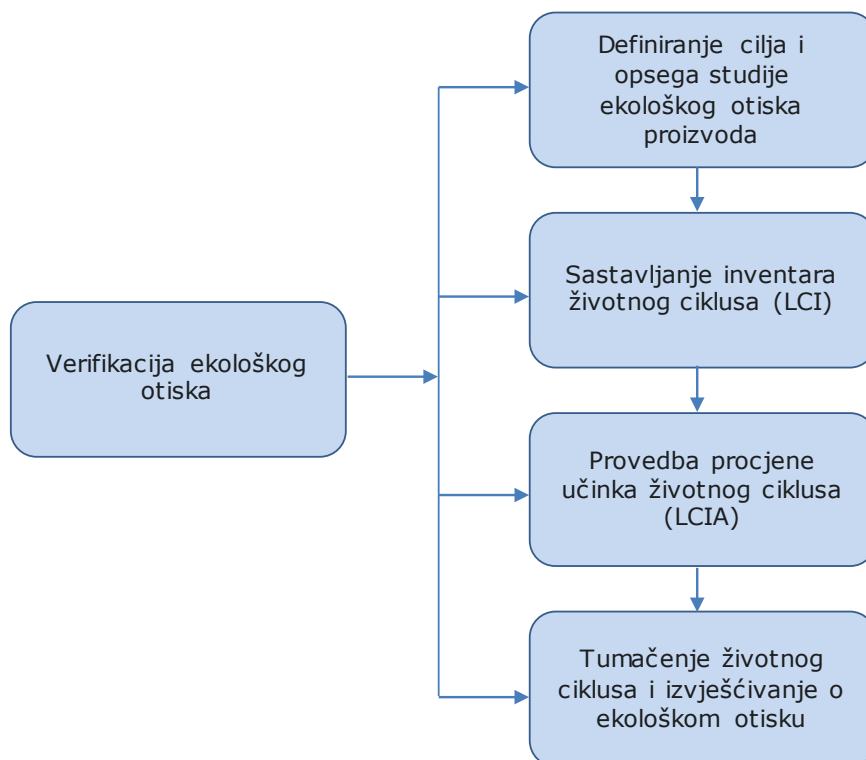 Definiranje cilja i
opsega studije
ekološkog otiska
proizvoda
Sastavljanje inventara
životnog ciklusa (LCI)
Verifikacija ekološkog
otiska
Provedba procjene
učinka životnog ciklusa
(LCIA)
Tumačenje životnog
ciklusa i izvješćivanje o
ekološkom otisku